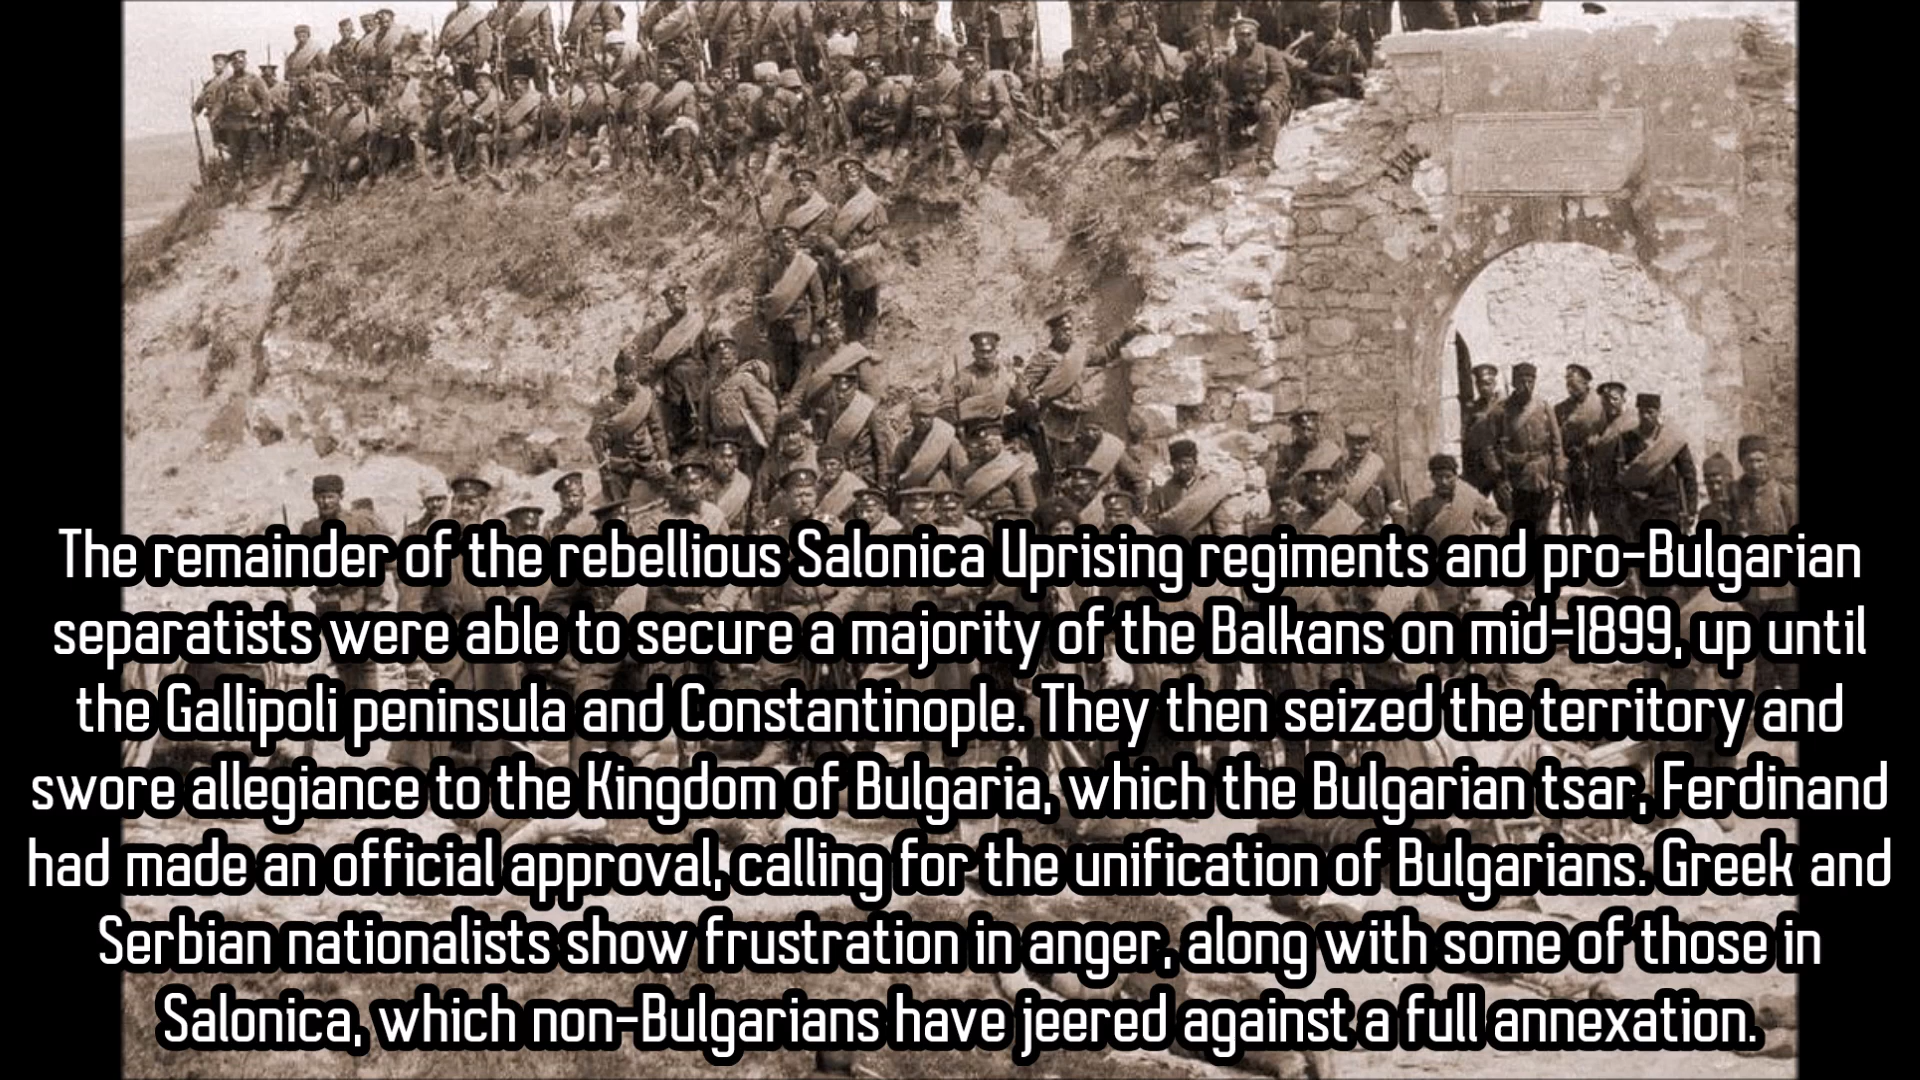 The remainder of the rebellious Salonica Uprising regiments and pro-Bulgarian
separatists were able to secure a majority of the Balkans on mid-1899, up until
the Gallipoli peninsula and Constantinople. They then seized the territory and
swore allegiance to the Kingdom of Bulgaria, which the Bulgarian tsar, Ferdinand
had made an official approval, calling for the unification of Bulgarians. Greek and
Serbian nationalists show frustration in anger, along with some of those in
Salonica, which non-Bulgarians have jeered against a full annexation.